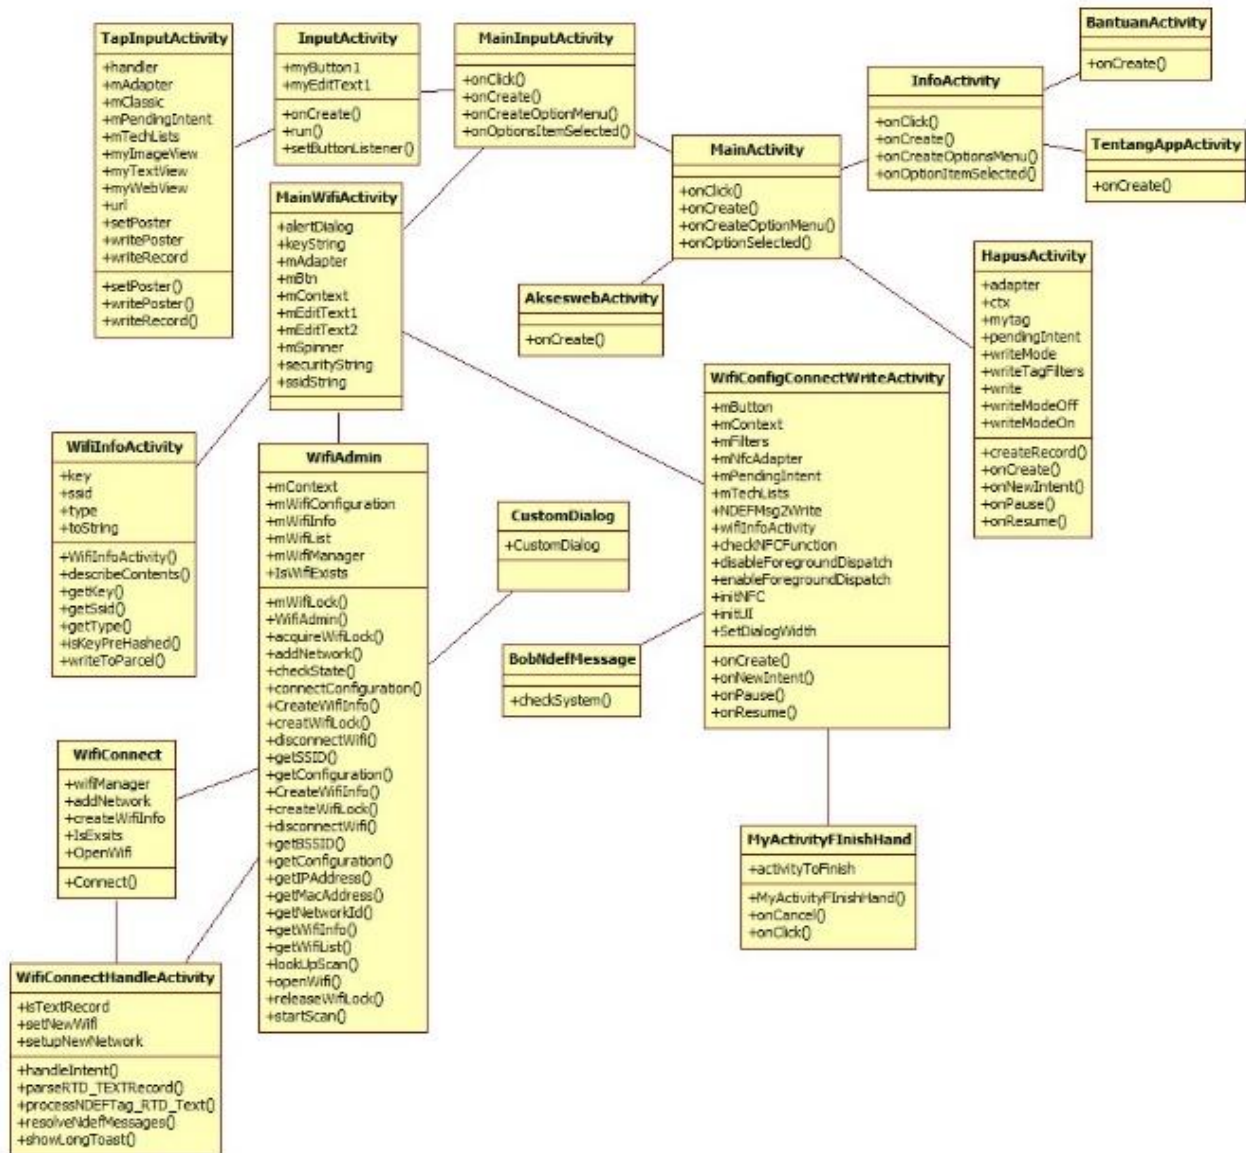 TapInputActivity
+handler
+mAdapter
+mClassic
+mPendingIntent
+mTechLists
+myImageView
+myTextView
+myWebView
+url
+setPoster
+writePoster
+writeRecord
+setPoster()
+writePoster()
+writeRecord()
InputActivity
+myButton1
+myEditText1
+onCreate()
+run()
+setButtonListener()
MainInputActivity
+onClick()
+onCreate()
+onCreateOptionMenu()
+onOptionsItemSelected()
BantuanActivity
+onCreate()
InfoActivity
+onClick()
+onCreate()
+onCreateOptionsMenu()
+onOptionItemSelected()
TentangAppActivity
+onCreate()
MainActivity
+onClick()
+onCreate()
+onCreateOptionMenu()
+onOptionSelected()
MainWifiActivity
+alertDialog
+keyString
+mAdapter
+mBtn
+mContext
+mEditText1
+mEditText2
+mSpinner
+securityString
+ssidString
AkseswebActivity
+onCreate()
HapusActivity
+adapter
+ctx
+mytag
+pendingIntent
+writeMode
+writeTagFilters
+write
+writeModeOff
+writeModeOn
+createRecord()
+onCreate()
+onNewIntent()
+onPause()
+onResume()
WifiConfigConnectWriteActivity
+mButton
+mContext
+mFilters
+mNfcAdapter
+mPendingIntent
+mTechLists
+NDEFMsg2Write
+wifiInfoActivity
+checkNFCFunction
+disableForegroundDispatch
+enableForegroundDispatch
+initNFC
+initUI
+SetDialogWidth
+onCreate()
+onNewIntent()
+onPause()
+onResume()
WifiInfoActivity
+key
+ssid
+type
+toString
+WifiInfoActivity()
+describeContents()
+getKey()
+getSsid()
+getType()
+isKeyPreHashed()
+writeToParcel()
WifiAdmin
+mContext
+mWifiConfiguration
+mWifiInfo
+mWifiList
+mWifiManager
+IsWifiExists
+mWifiLock()
+WifiAdmin()
+acquireWifiLock()
+addNetwork()
+checkState()
+connectConfiguration()
+CreateWifiInfo()
+creatWifiLock()
+disconnectWifi()
+getSSID()
+getConfiguration()
+CreateWifiInfo()
+createWifiLock()
+disconnectWifi()
+getBSSID()
+getConfiguration()
+getIPAddress()
+getMacAddress()
+getNetworkId()
+getWifiInfo()
+getWifiList()
+lookUpScan()
+openWifi()
+releaseWifiLock()
+startScan()
CustomDialog
+CustomDialog
BobNdefMessage
+checkSystem()
WifiConnect
+wifiManager
+addNetwork
+createWifiInfo
+IsExsits
+OpenWifi
+Connect()
MyActivityFInishHand
+activityToFinish
+MyActivityFInishHand()
+onCancel()
+onClick()
WifiConnectHandleActivity
+isTextRecord
+setNewWifi
+setupNewNetwork
+handleIntent()
+parseRTD_TEXTRecord()
+processNDEFTag_RTD_Text()
+resolveNdefMessages()
+showLongToast()